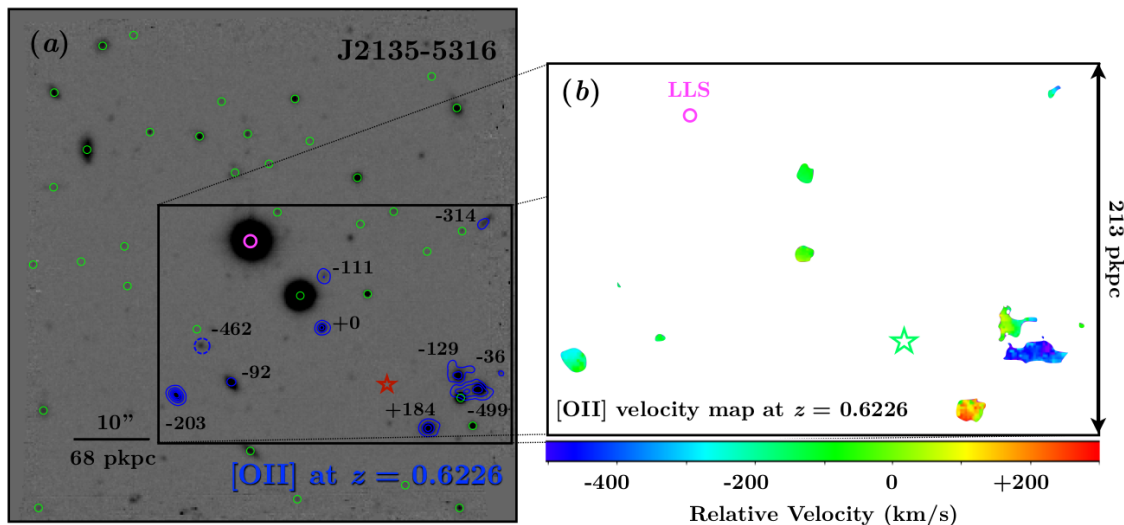 (a)
J2135-5316
-314
-111
+0
-462
-129
-36
-92
-203
+184
-499
10”
68 pkpc
[OII] at z = 0.6226
(b)
LLS
213 pkpc
[OII] velocity map at z = 0.6226
-400
-200
0
+200
Relative Velocity (km/s)